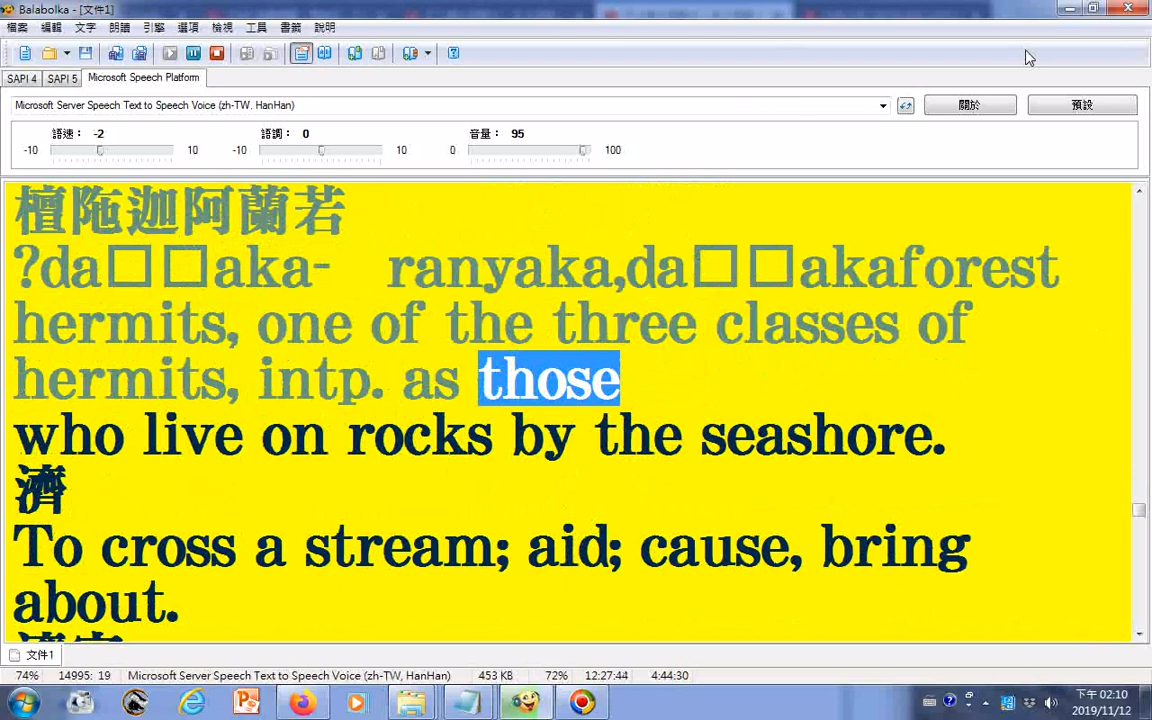 Balabolka - [文件1]
檔案 編輯 文字 朗讀 引擎 選項 檢視 工具 書籤 說明
SAPI 4 SAPI 5 Microsoft Speech Platform
Microsoft Server Speech Text to Speech Voice (zh-TW, HanHan) 關於 預設
語速： -2 語調： 0 音量： 95
-10 10 -10 10 0 100
檀陁迦阿蘭若
?da□□aka- ranyaka,da□□akaforest
hermits, one of the three classes of
hermits, intp. as those
who live on rocks by the seashore.
濟
To cross a stream; aid; cause, bring
about.
文件1
74% 14995: 19 Microsoft Server Speech Text to Speech Voice (zh-TW, HanHan) 453 KB 72% 12:27:44 4:44:30
下午 02:10
2019/11/12